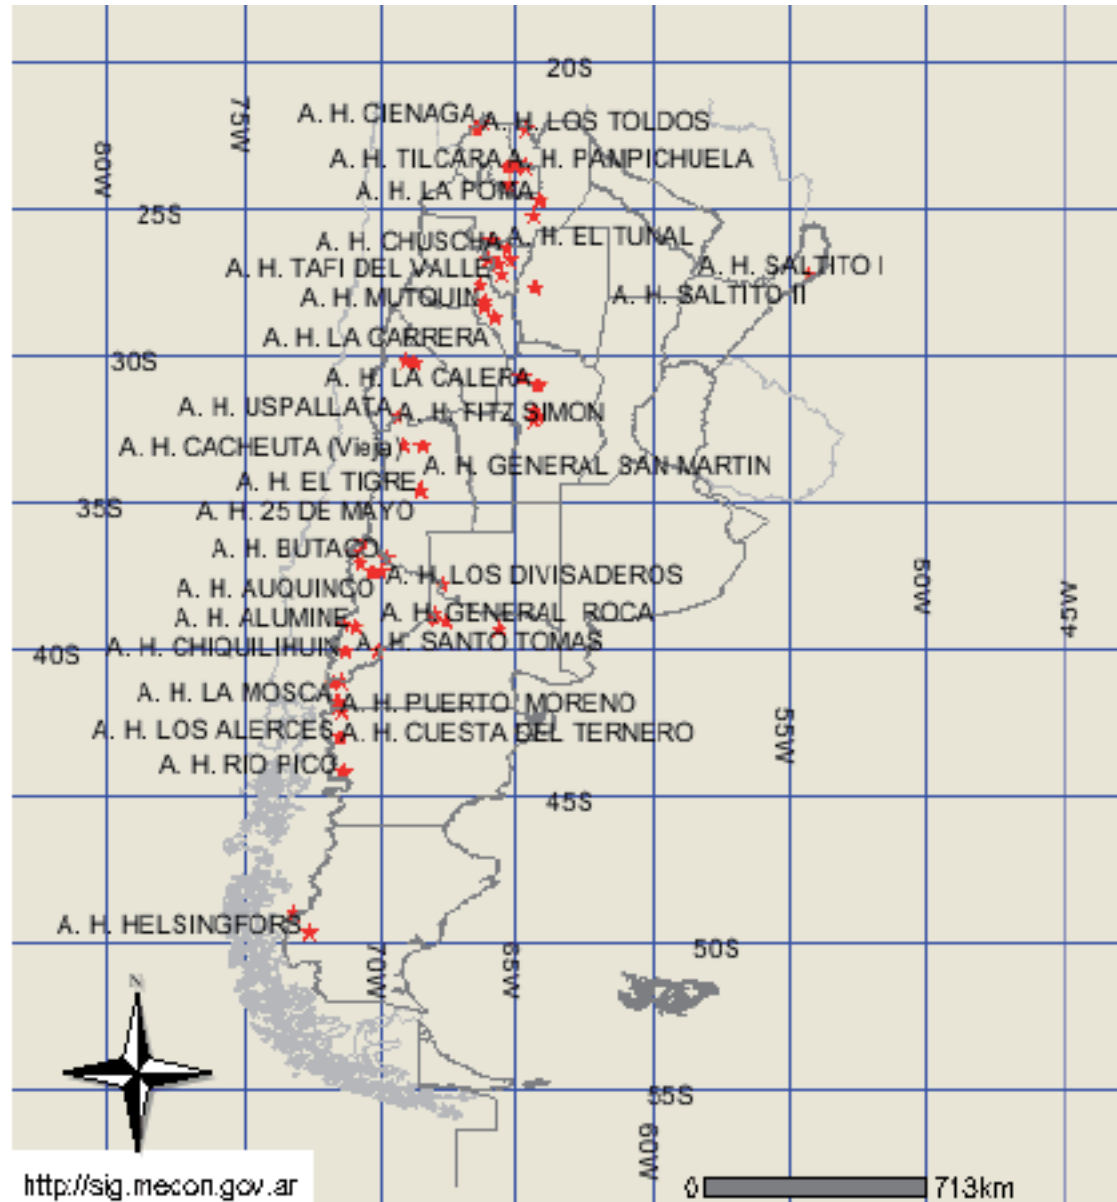 20S
75W
A. H. CIENAGA
A. H. LOS TOLDOS
80W
A. H. TILCARA
A. H. PAMPICHUELA
A. H. LA POMA
25S
A. H. CHUSCHA
A. H. EL TUNAL
A. H. TAFI DEL VALLE
A. H. SALTITO I
A. H. MUTQUIN
A. H. SALTITO II
A. H. LA CARRERA
30S
A. H. LA CALERA
A. H. USPALLATA
A. H. FITZ SIMON
A. H. CACHEUTA (Vieja)
A. H. GENERAL SAN MARTIN
A. H. EL TIGRE
35S
A. H. 25 DE MAYO
A. H. BUTACO
A. H. LOS DIVISADEROS
A. H. AUQUINCO
50W
45W
A. H. GENERAL ROCA
A. H. ALUMINE
A. H. SANTO TOMAS
A. H. CHIQUILIHUIN
40S
A. H. LA MOSCA
A. H. PUERTO MORENO
A. H. LOS ALERCES
A. H. CUESTA DEL TERNERO
55W
A. H. RIO PICO
45S
A. H. HELSINGFORS
50S
70W
65W
N
55S
60W
http://sig.mecon.gov.ar
0
713km